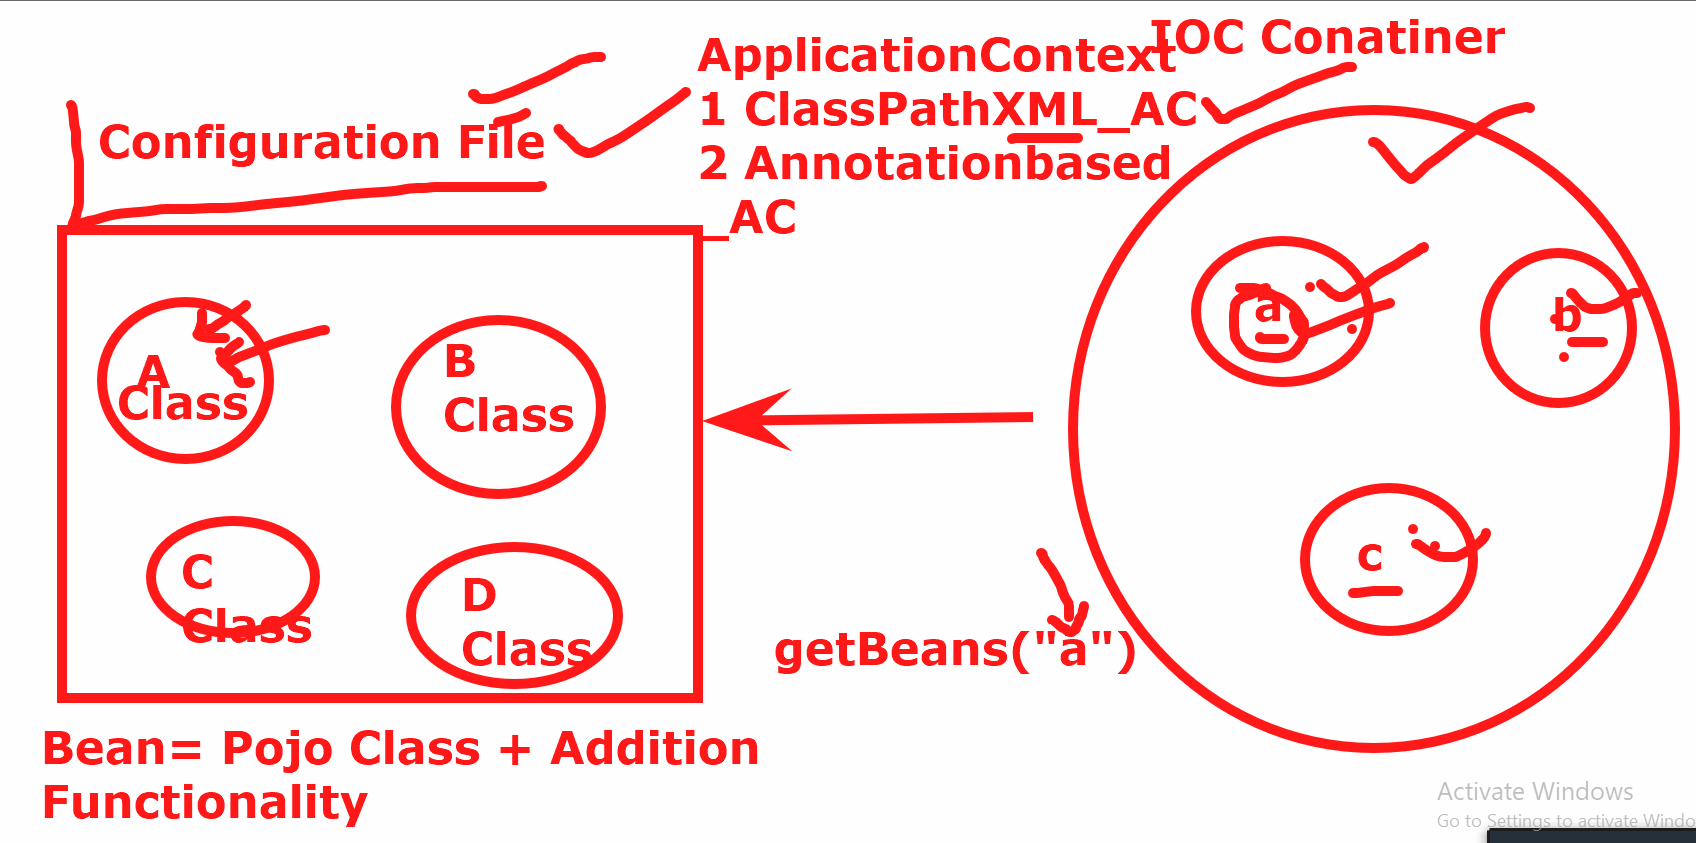 IOC Conatiner
ApplicationContext
1 ClassPathXML_AC
2 Annotationbased
_AC
Configuration File
A
Class
B
Class
C
Class
D
Class
a
b
c
getBeans("a")
Bean= Pojo Class + Addition
Functionality
Activate Windows
Go to Settings to activate Windo